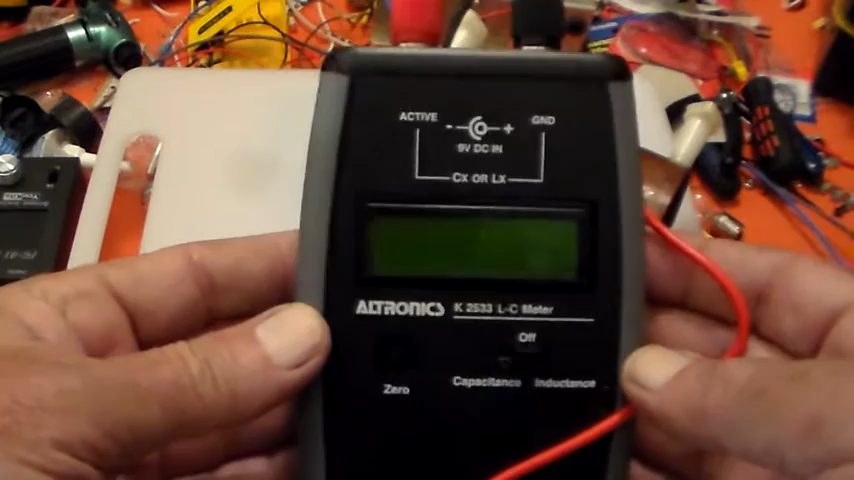 ACTIVE - + GND
9V DC IN
CX OR LX
ALTRONICS K 2533 L-C Meter
Off
Zero Capacitance Inductance